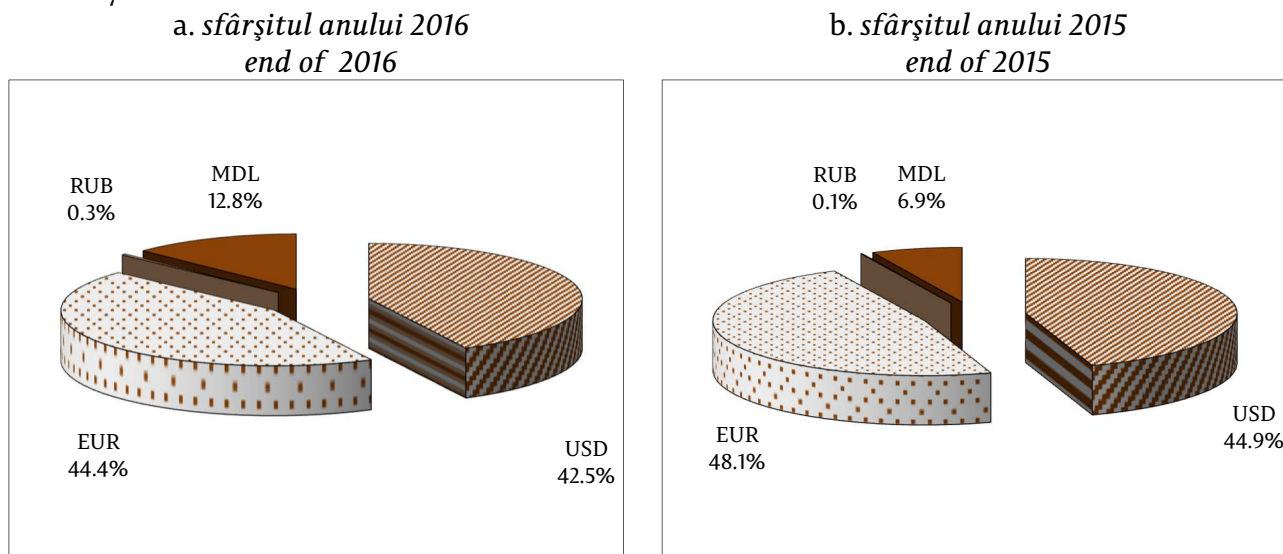 a. sfârşitul anului 2016
end of 2016
RUB
0.3%
MDL
12.8%
EUR
44.4%
USD
42.5%
b. sfârşitul anului 2015
end of 2015
RUB
0.1%
MDL
6.9%
EUR
48.1%
USD
44.9%